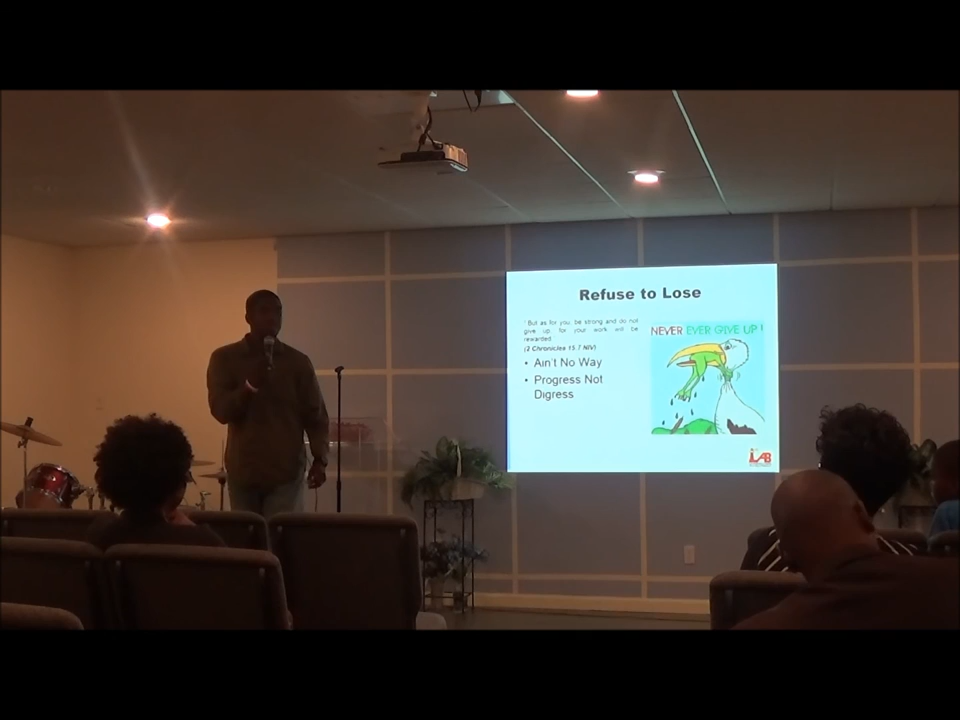 Refuse to Lose
But as for you, be strong and do not
give up, for your work will be
rewarded
(2 Chronicles 15:7 NIV)
• Ain't No Way
• Progress Not
Digress
NEVER EVER GIVE UP!
LAB